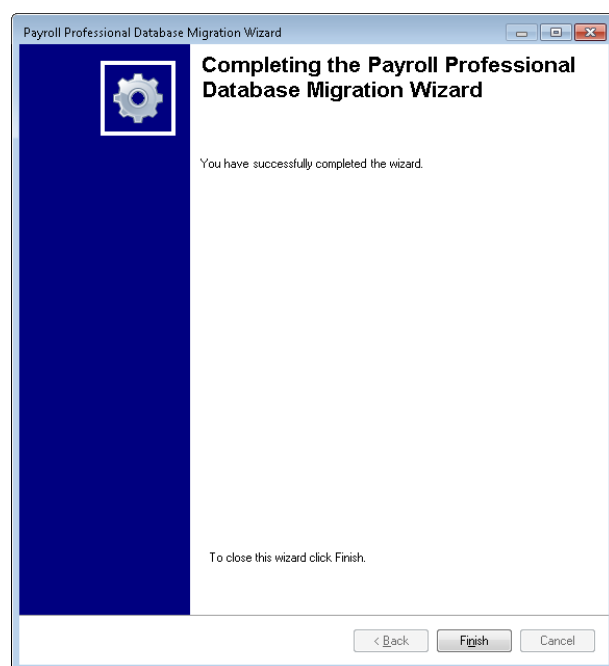 Payroll Professional Database Migration Wizard
Completing the Payroll Professional
Database Migration Wizard
You have successfully completed the wizard.
To close this wizard click Finish.
< Back
Finish
Cancel